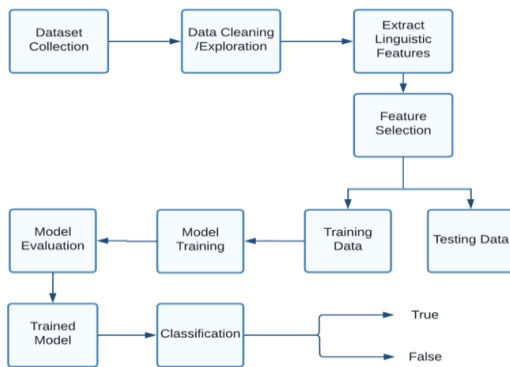 Dataset
Collection
Data Cleaning
/Exploration
Extract
Linguistic
Features
Feature
Selection
Training
Data
Testing Data
Model
Training
Model
Evaluation
Trained
Model
Classification
True
False